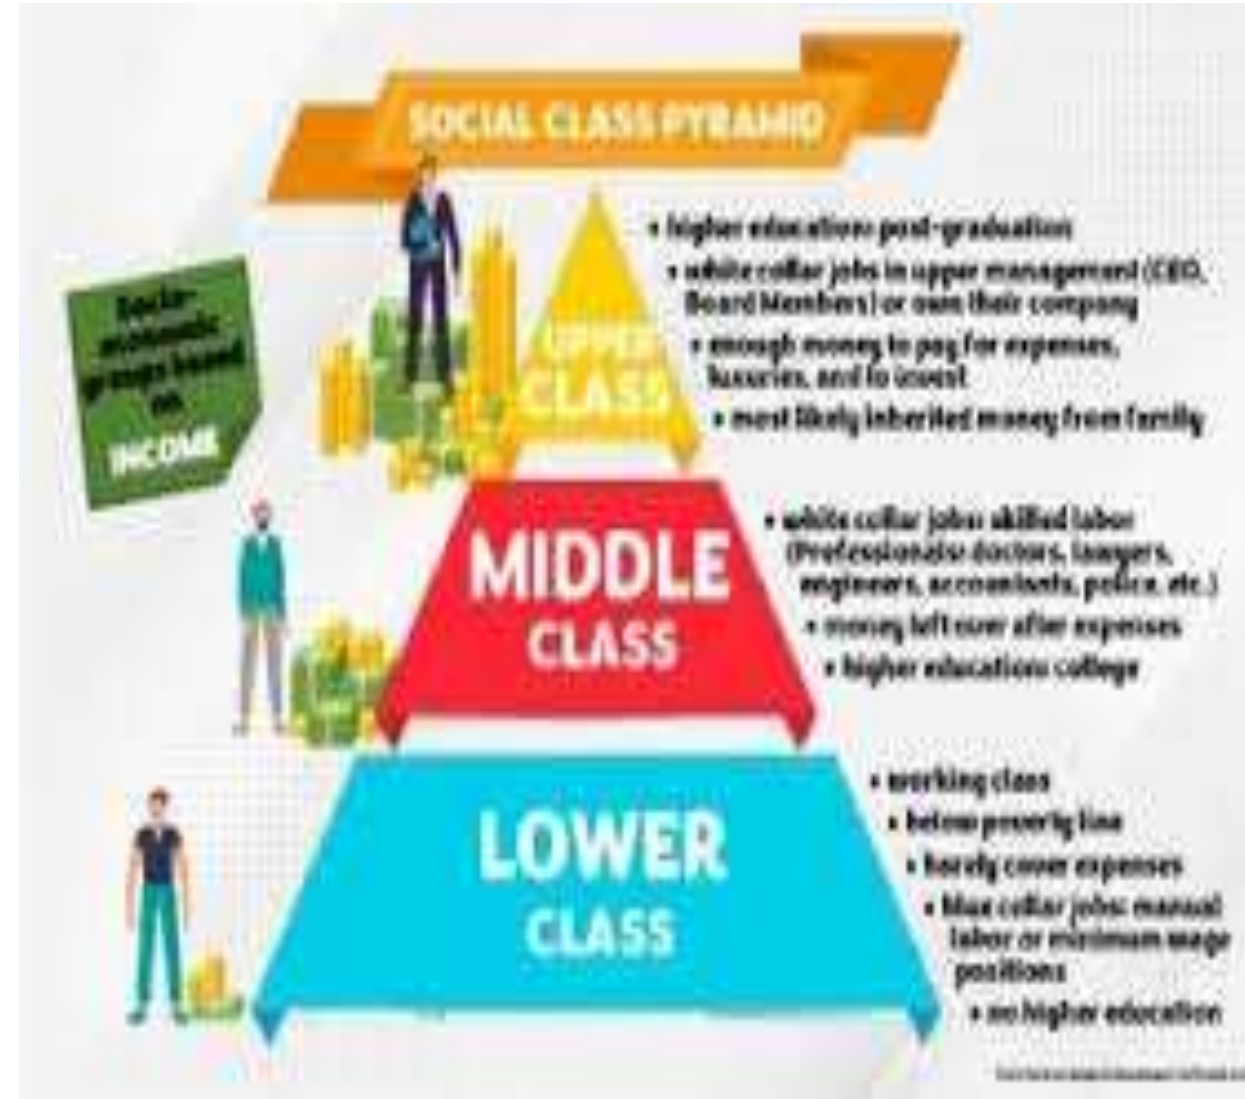 SOCIAL CLASS PYRAMID
Socio-
economic
groups based
on
INCOME
UPPER
CLASS
• higher education: post-graduation
• white collar jobs in upper management (CEO,
Board Members) or own their company
• enough money to pay for expenses,
luxuries, and to invest
• most likely inherited money from family
MIDDLE
CLASS
• white collar jobs: skilled labor
(Professionals: doctors, lawyers,
engineers, accountants, police, etc.)
• money left over after expenses
• higher education: college
LOWER
CLASS
• working class
• below poverty line
• barely cover expenses
• blue collar jobs: manual
labor or minimum wage
positions
• no higher education